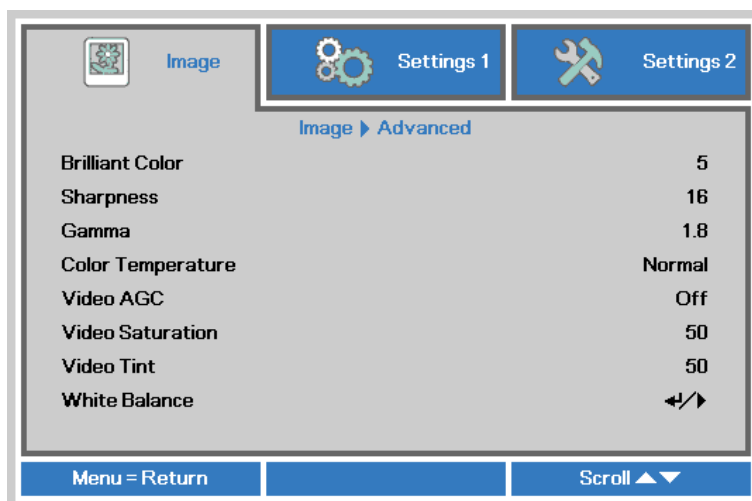 Image Settings 1 Settings 2
Image ▶ Advanced
Brilliant Color 5
Sharpness 16
Gamma 1.8
Color Temperature Normal
Video AGC Off
Video Saturation 50
Video Tint 50
White Balance ↵/▶
Menu = Return Scroll ▲▼